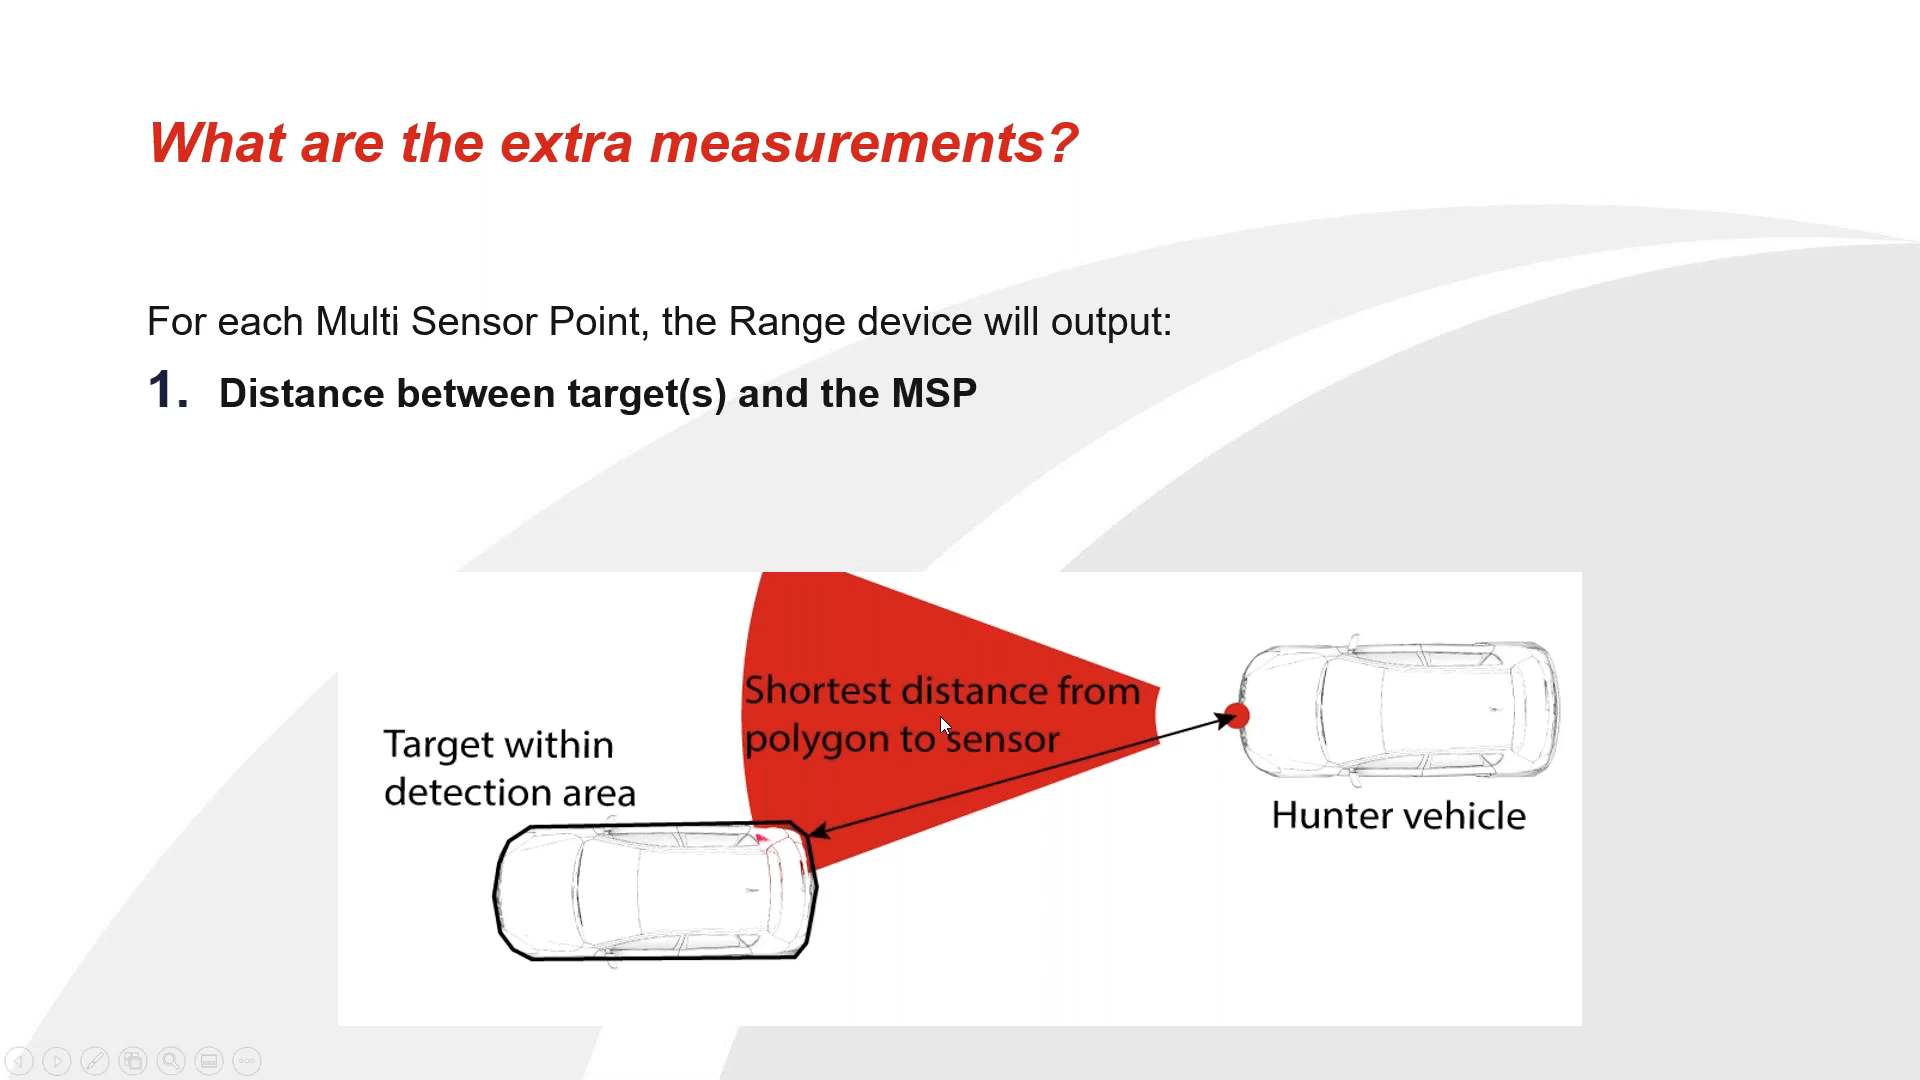 What are the extra measurements?
For each Multi Sensor Point, the Range device will output:
1. Distance between target(s) and the MSP
Shortest distance from
polygon to sensor
Target within
detection area
Hunter vehicle